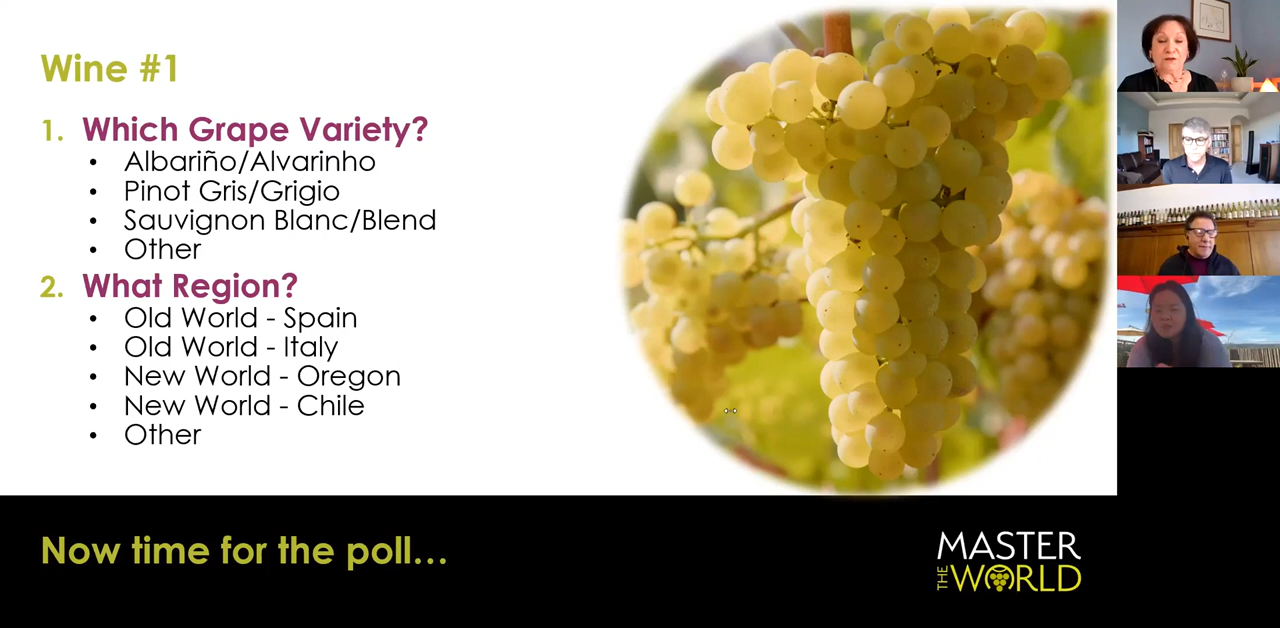 Wine #1
1. Which Grape Variety?
• Albariño/Alvarinho
• Pinot Gris/Grigio
• Sauvignon Blanc/Blend
• Other
2. What Region?
• Old World - Spain
• Old World - Italy
• New World - Oregon
• New World - Chile
• Other
Now time for the poll...
MASTER
THE WORLD